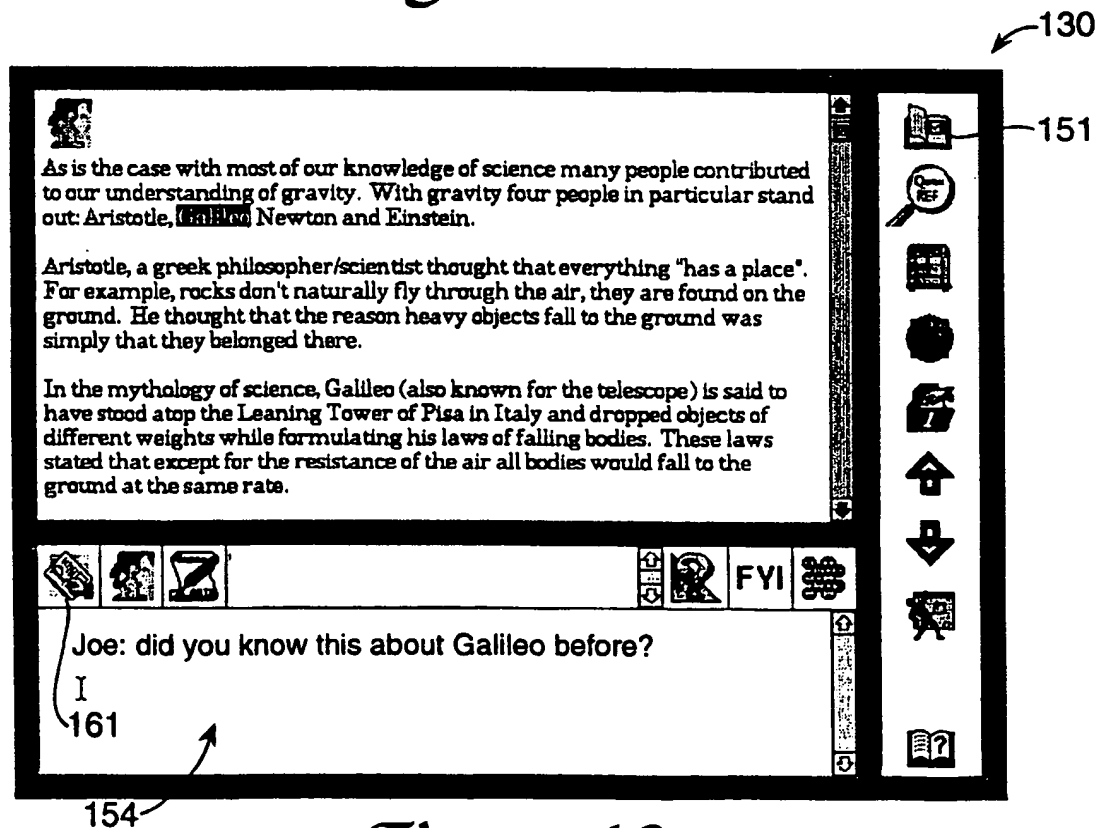 130
151
As is the case with most of our knowledge of science many people contributed
to our understanding of gravity. With gravity four people in particular stand
out: Aristotle, Galileo, Newton and Einstein.
Quick
REF
Aristotle, a greek philosopher/scientist thought that everything "has a place".
For example, rocks don't naturally fly through the air, they are found on the
ground. He thought that the reason heavy objects fall to the ground was
simply that they belonged there.
In the mythology of science, Galileo (also known for the telescope) is said to
have stood atop the Leaning Tower of Pisa in Italy and dropped objects of
different weights while formulating his laws of falling bodies. These laws
stated that except for the resistance of the air all bodies would fall to the
ground at the same rate.
1
R FYI
Joe: did you know this about Galileo before?
161
?
154